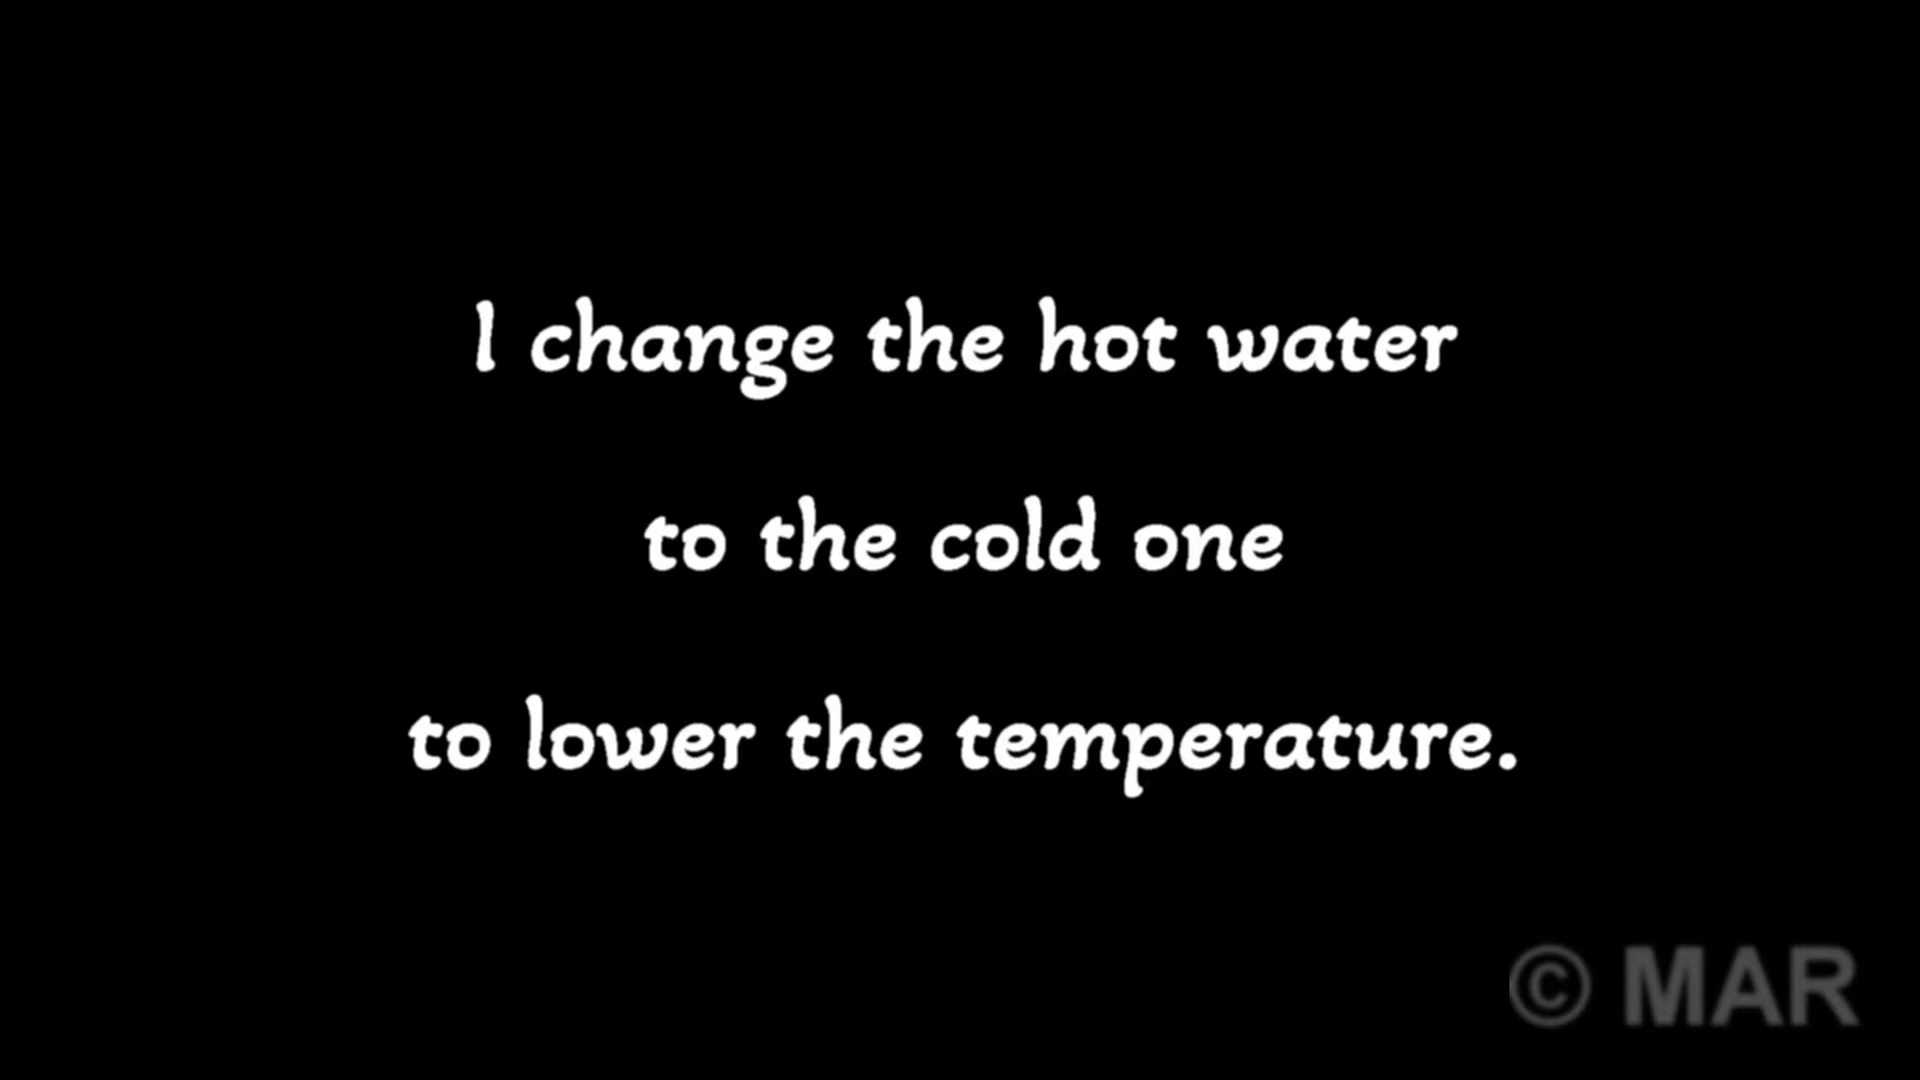 I change the hot water
to the cold one
to lower the temperature.
© MAR